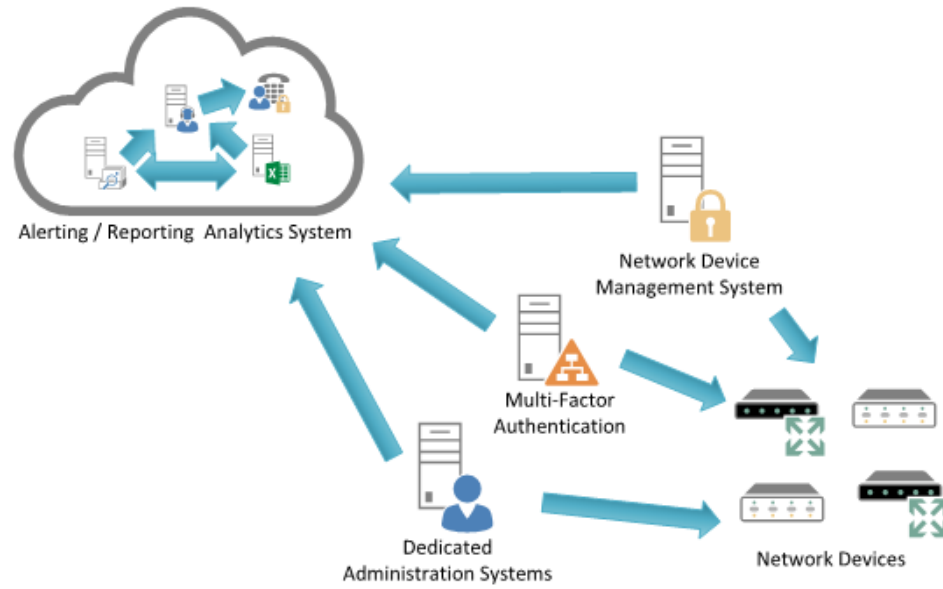 Alerting / Reporting Analytics System
Network Device
Management System
Multi-Factor
Authentication
Dedicated
Administration Systems
Network Devices